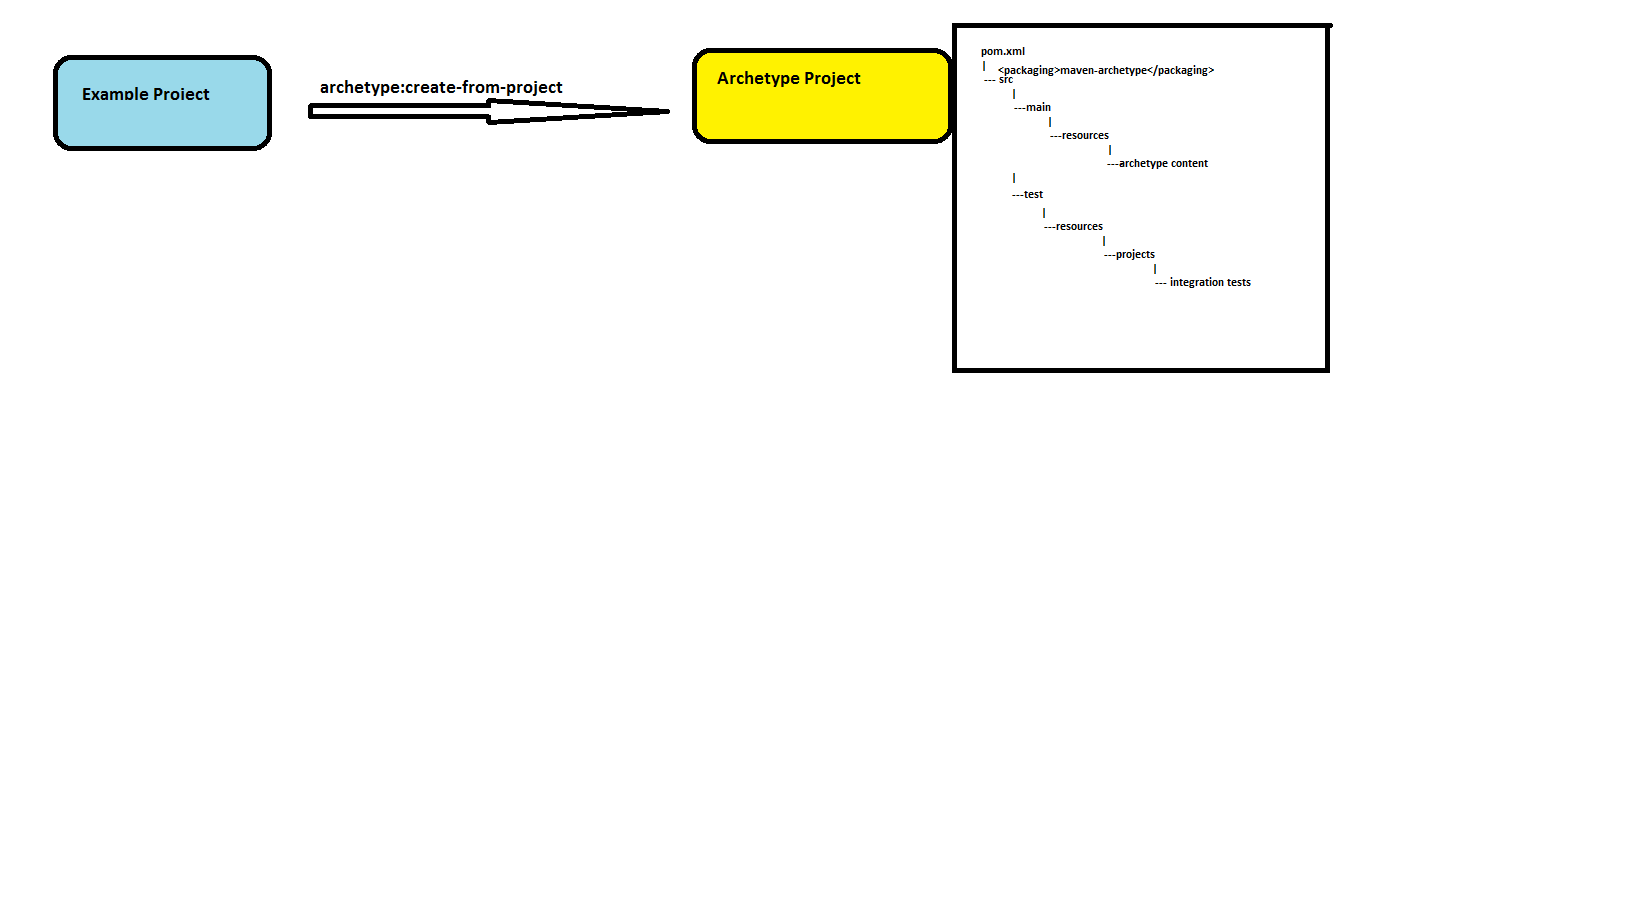 Example Project
archetype:create-from-project
Archetype Project
pom.xml
|
<packaging>maven-archetype</packaging>
--- src
|
---main
|
---resources
|
---archetype content
|
---test
|
---resources
|
---projects
|
--- integration tests